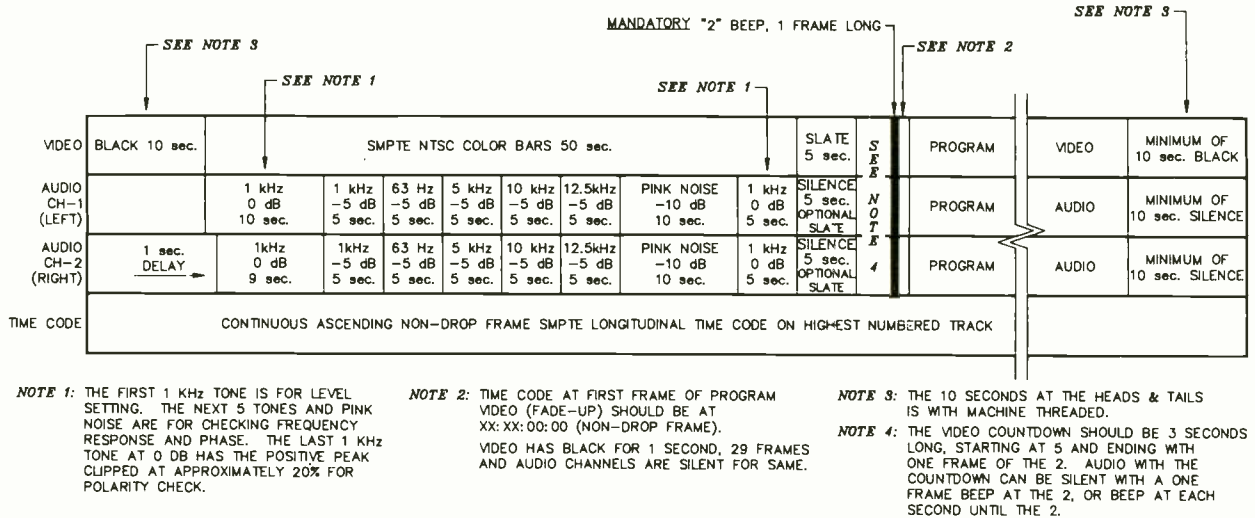 MANDATORY "2" BEEP, 1 FRAME LONG
SEE NOTE 3
SEE NOTE 3
SEE NOTE 2
SEE NOTE 1
SEE NOTE 1
VIDEO
BLACK 10 sec.
SMPTE NTSC COLOR BARS 50 sec.
SLATE
5 sec.
SEE NOTE 4
PROGRAM
VIDEO
MINIMUM OF
10 sec. BLACK
AUDIO
CH-1
(LEFT)
1 kHz
0 dB
10 sec.
1 kHz
-5 dB
5 sec.
63 Hz
-5 dB
5 sec.
5 kHz
-5 dB
5 sec.
10 kHz
-5 dB
5 sec.
12.5kHz
-5 dB
5 sec.
PINK NOISE
-10 dB
10 sec.
1 kHz
0 dB
5 sec.
SILENCE
5 sec.
OPTIONAL
SLATE
PROGRAM
AUDIO
MINIMUM OF
10 sec. SILENCE
AUDIO
CH-2
(RIGHT)
1 sec.
DELAY
1kHz
0 dB
9 sec.
1kHz
-5 dB
5 sec.
63 Hz
-5 dB
5 sec.
5 kHz
-5 dB
5 sec.
10 kHz
-5 dB
5 sec.
12.5kHz
-5 dB
5 sec.
PINK NOISE
-10 dB
10 sec.
1 kHz
0 dB
5 sec.
SILENCE
5 sec.
OPTIONAL
SLATE
PROGRAM
AUDIO
MINIMUM OF
10 sec. SILENCE
TIME CODE
CONTINUOUS ASCENDING NON-DROP FRAME SMPTE LONGITUDINAL TIME CODE ON HIGHEST NUMBERED TRACK
NOTE 1: THE FIRST 1 KHz TONE IS FOR LEVEL
SETTING. THE NEXT 5 TONES AND PINK
NOISE ARE FOR CHECKING FREQUENCY
RESPONSE AND PHASE. THE LAST 1 KHz
TONE AT 0 DB HAS THE POSITIVE PEAK
CLIPPED AT APPROXIMATELY 20% FOR
POLARITY CHECK.
NOTE 2: TIME CODE AT FIRST FRAME OF PROGRAM
VIDEO (FADE-UP) SHOULD BE AT
XX:XX:00:00 (NON-DROP FRAME).
VIDEO HAS BLACK FOR 1 SECOND, 29 FRAMES
AND AUDIO CHANNELS ARE SILENT FOR SAME.
NOTE 3: THE 10 SECONDS AT THE HEADS & TAILS
IS WITH MACHINE THREADED.
NOTE 4: THE VIDEO COUNTDOWN SHOULD BE 3 SECONDS
LONG, STARTING AT 5 AND ENDING WITH
ONE FRAME OF THE 2. AUDIO WITH THE
COUNTDOWN CAN BE SILENT WITH A ONE
FRAME BEEP AT THE 2, OR BEEP AT EACH
SECOND UNTIL THE 2.